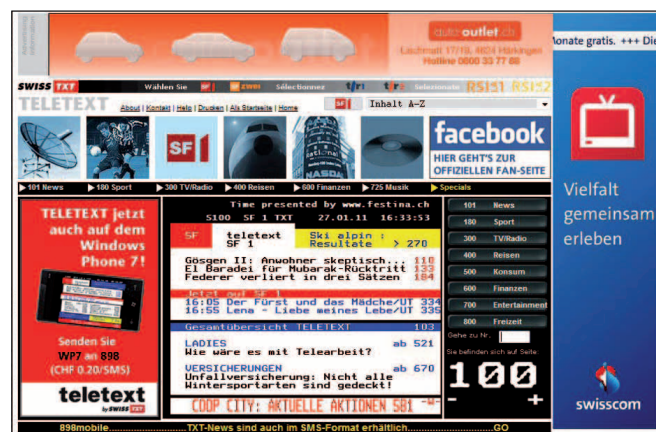 auto outlet.ch
Lischmatt 17/19, 4624 Härkingen
Hotline 0800 33 77 88
Monate gratis. +++ Die
SWISS TXT
Wählen Sie
SF 1
SF zwei
Sélectionnez
Selezionate
RSI 1 RSI 2
TELETEXT
About | Kontakt | Help | Drucken | Als Startseite | Home
SF 1
Inhalt A-Z
SF 1
NASDAQ
facebook
HIER GEHT'S ZUR
OFFIZIELLEN FAN-SEITE
101 News
180 Sport
300 TV/Radio
400 Reisen
600 Finanzen
725 Musik
Specials
TELETEXT jetzt
auch auf dem
Windows
Phone 7!
Senden Sie
WP7 an 898
(CHF 0.20/SMS)
teletext
by SWISS TXT
Time presented by www.festina.ch
S100 SF 1 TXT 27.01.11 16:33:53
SF teletext Ski alpin :
SF 1 Resultate > 270
Gösgen II: Anwohner skeptisch... 110
El Baradei für Mubarak-Rücktritt 133
Federer verliert in drei Sätzen 184
Jetzt auf SF 1
16:05 Der Fürst und das Mädche/UT 334
16:55 Lena - Liebe meines Lebe/UT 335
Gesamtübersicht TELETEXT 103
LADIES ab 521
Wie wäre es mit Telearbeit?
VERSICHERUNGEN ab 670
Unfallversicherung: Nicht alle
Wintersportarten sind gedeckt!
COOP CITY: AKTUELLE AKTIONEN 581
101 News
180 Sport
300 TV/Radio
400 Reisen
500 Konsum
600 Finanzen
700 Entertainment
800 Freizeit
Gehe zu Nr.
Sie befinden sich auf Seite:
100
- +
Vielfalt
gemeinsam
erleben
swisscom
898mobile..............................TXT-News sind auch im SMS-Format erhältlich..............................GO